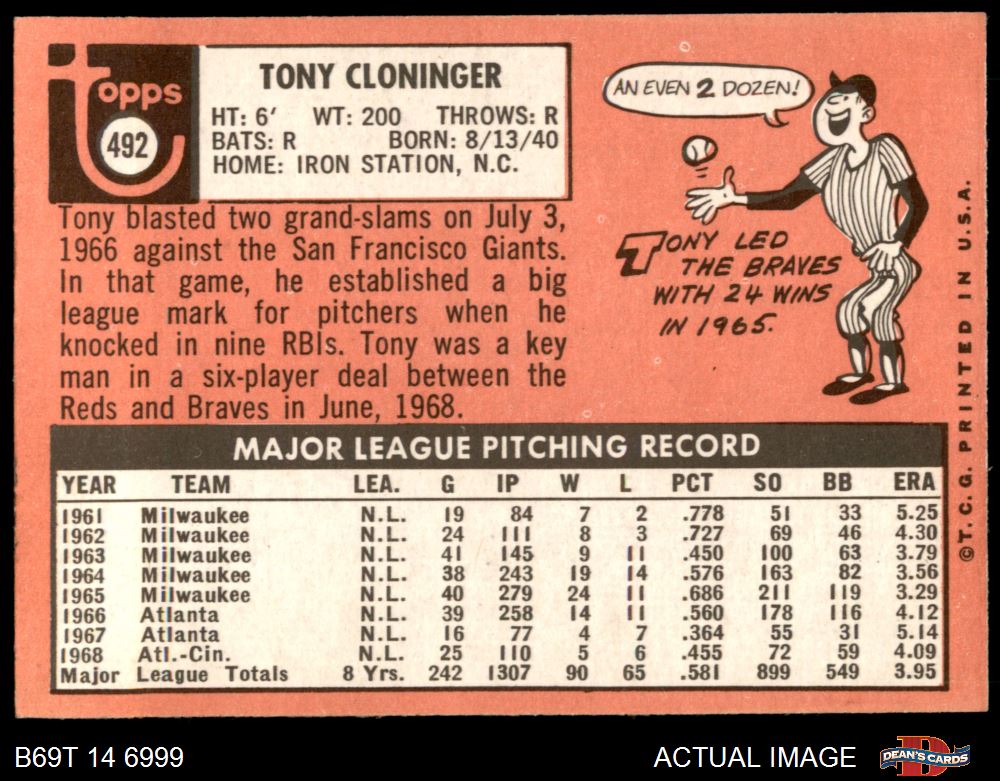 Topps
492
TONY CLONINGER
HT: 6' WT: 200 THROWS: R
BATS: R BORN: 8/13/40
HOME: IRON STATION, N.C.
Tony blasted two grand-slams on July 3,
1966 against the San Francisco Giants.
In that game, he established a big
league mark for pitchers when he
knocked in nine RBIs. Tony was a key
man in a six-player deal between the
Reds and Braves in June, 1968.
AN EVEN 2 DOZEN!
TONY LED
THE BRAVES
WITH 24 WINS
IN 1965.
©T.C.G. PRINTED IN U.S.A.
MAJOR LEAGUE PITCHING RECORD
YEAR TEAM LEA. G IP W L PCT SO BB ERA
1961 Milwaukee N.L. 19 84 7 2 .778 51 33 5.25
1962 Milwaukee N.L. 24 111 8 3 .727 69 46 4.30
1963 Milwaukee N.L. 41 145 9 11 .450 100 63 3.79
1964 Milwaukee N.L. 38 243 19 14 .576 163 82 3.56
1965 Milwaukee N.L. 40 279 24 11 .686 211 119 3.29
1966 Atlanta N.L. 39 258 14 11 .560 178 116 4.12
1967 Atlanta N.L. 16 77 4 7 .364 55 31 5.14
1968 Atl.-Cin. N.L. 25 110 5 6 .455 72 59 4.09
Major League Totals 8 Yrs. 242 1307 90 65 .581 899 549 3.95
B69T 14 6999
ACTUAL IMAGE
DEAN'S CARDS